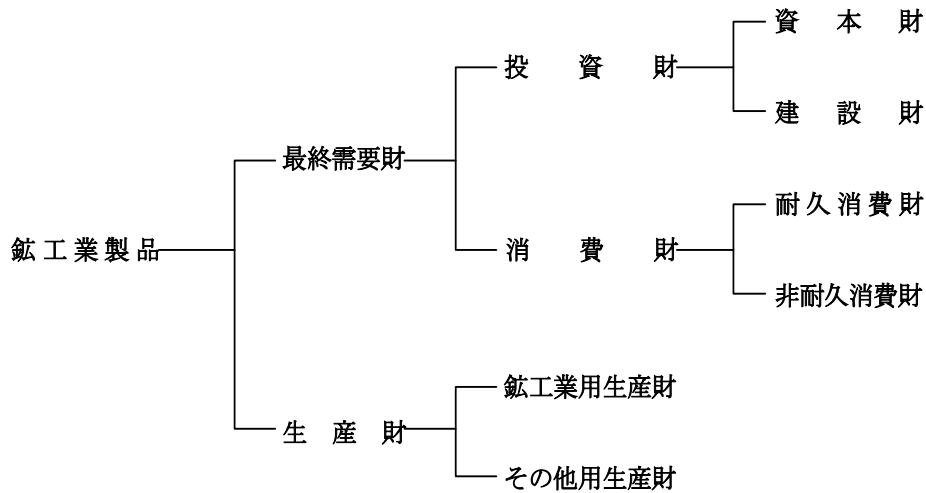 資本財
投資財
建設財
最終需要財
耐久消費財
鉱工業製品
消費財
非耐久消費財
鉱工業用生産財
生産財
その他用生産財